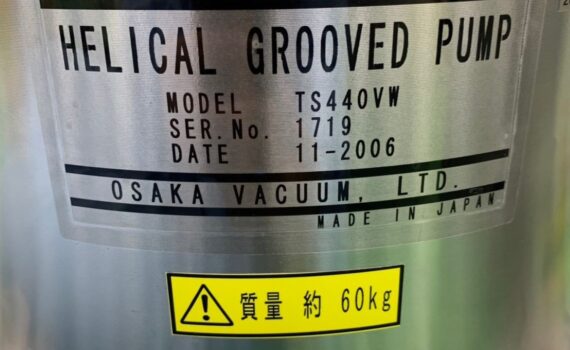 HELICAL GROOVED PUMP
MODEL TS440VW
SER.No. 1719
DATE 11-2006
OSAKA VACUUM, LTD.
MADE IN JAPAN
質量 約 60kg